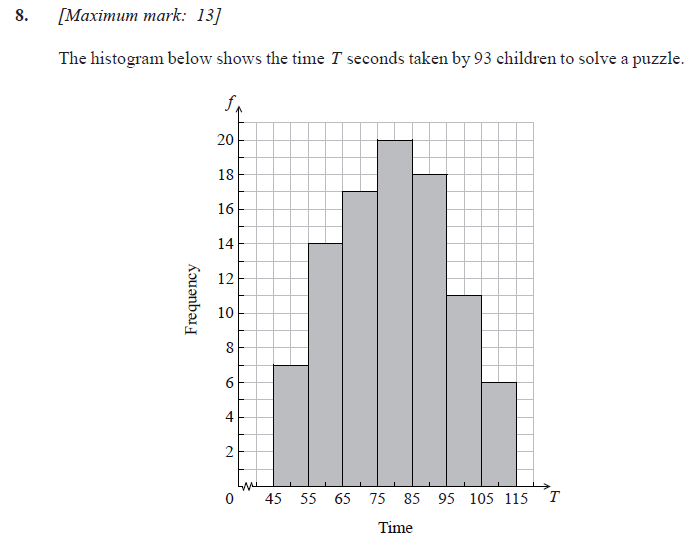 8. [Maximum mark: 13]
The histogram below shows the time T seconds taken by 93 children to solve a puzzle.
f
20
18
16
14
12
10
8
6
4
2
Frequency
0 45 55 65 75 85 95 105 115 T
Time